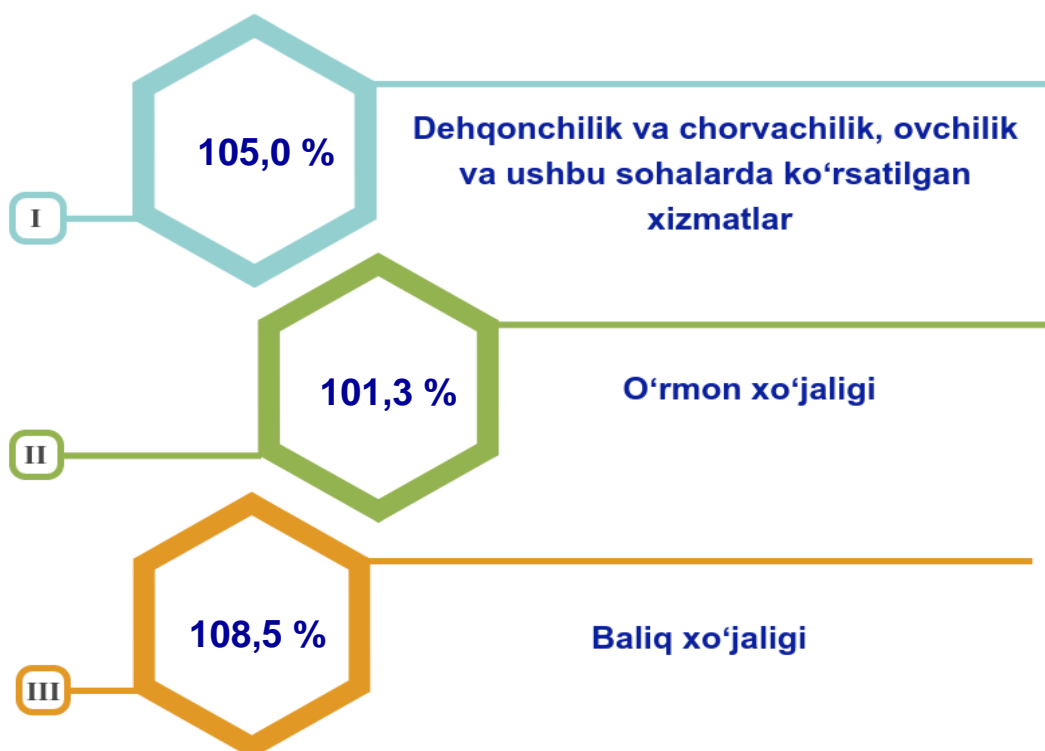 105,0 %
Dehqonchilik va chorvachilik, ovchilik
va ushbu sohalarda ko‘rsatilgan
xizmatlar
I
101,3 %
O‘rmon xo‘jaligi
II
108,5 %
Baliq xo‘jaligi
III